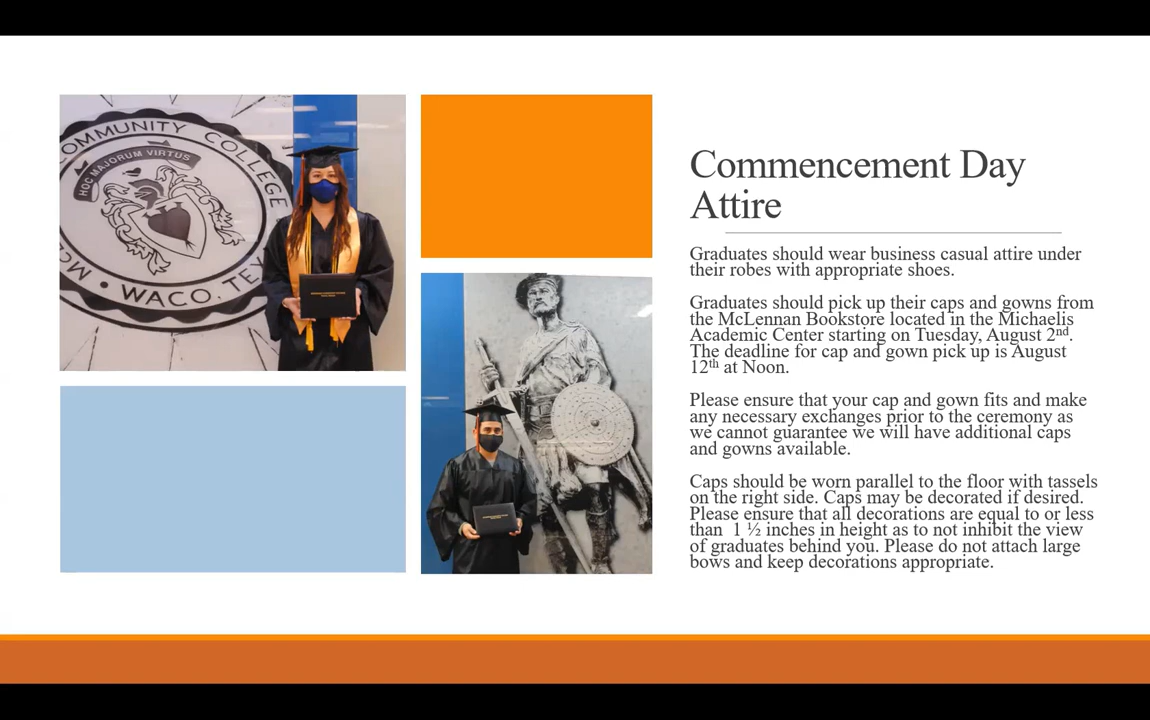 COMMUNITY COLLEGE
HOC MAJORUM VIRTUS
WACO, TEX
Commencement Day
Attire
Graduates should wear business casual attire under
their robes with appropriate shoes.
Graduates should pick up their caps and gowns from
the McLennan Bookstore located in the Michaelis
Academic Center starting on Tuesday, August 2nd.
The deadline for cap and gown pick up is August
12th at Noon.
Please ensure that your cap and gown fits and make
any necessary exchanges prior to the ceremony as
we cannot guarantee we will have additional caps
and gowns available.
Caps should be worn parallel to the floor with tassels
on the right side. Caps may be decorated if desired.
Please ensure that all decorations are equal to or less
than 1 ½ inches in height as to not inhibit the view
of graduates behind you. Please do not attach large
bows and keep decorations appropriate.